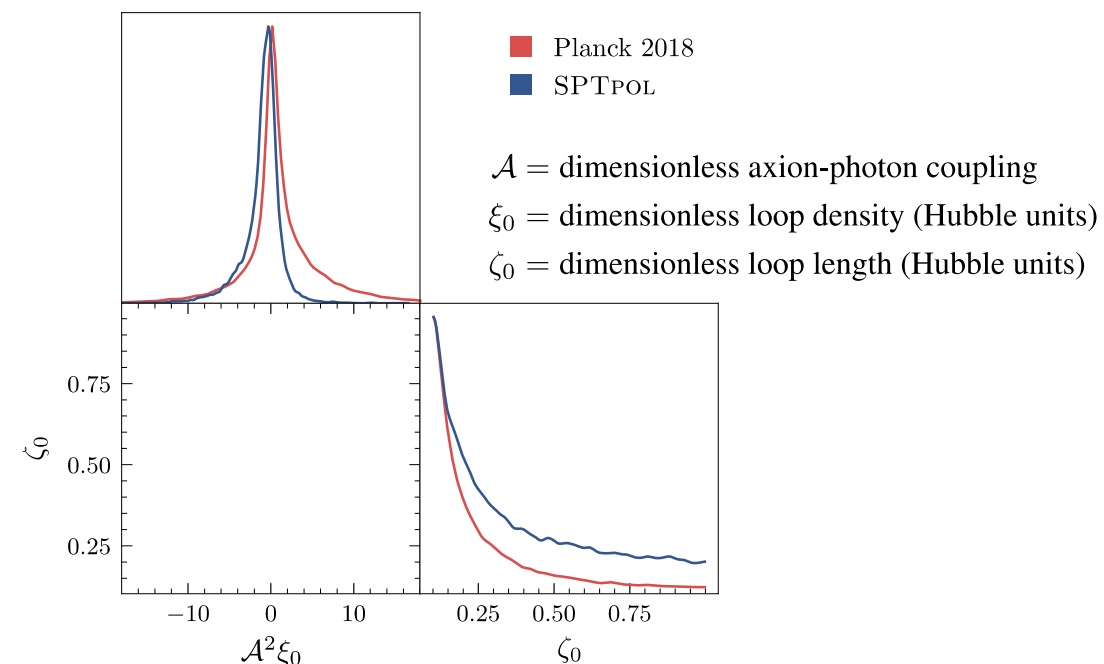 Planck 2018
SPTPOL
𝒜 = dimensionless axion-photon coupling
ξ₀ = dimensionless loop density (Hubble units)
ζ₀ = dimensionless loop length (Hubble units)
0.75
0.50
0.25
ζ₀
−10 0 10
𝒜²ξ₀
0.25 0.50 0.75
ζ₀